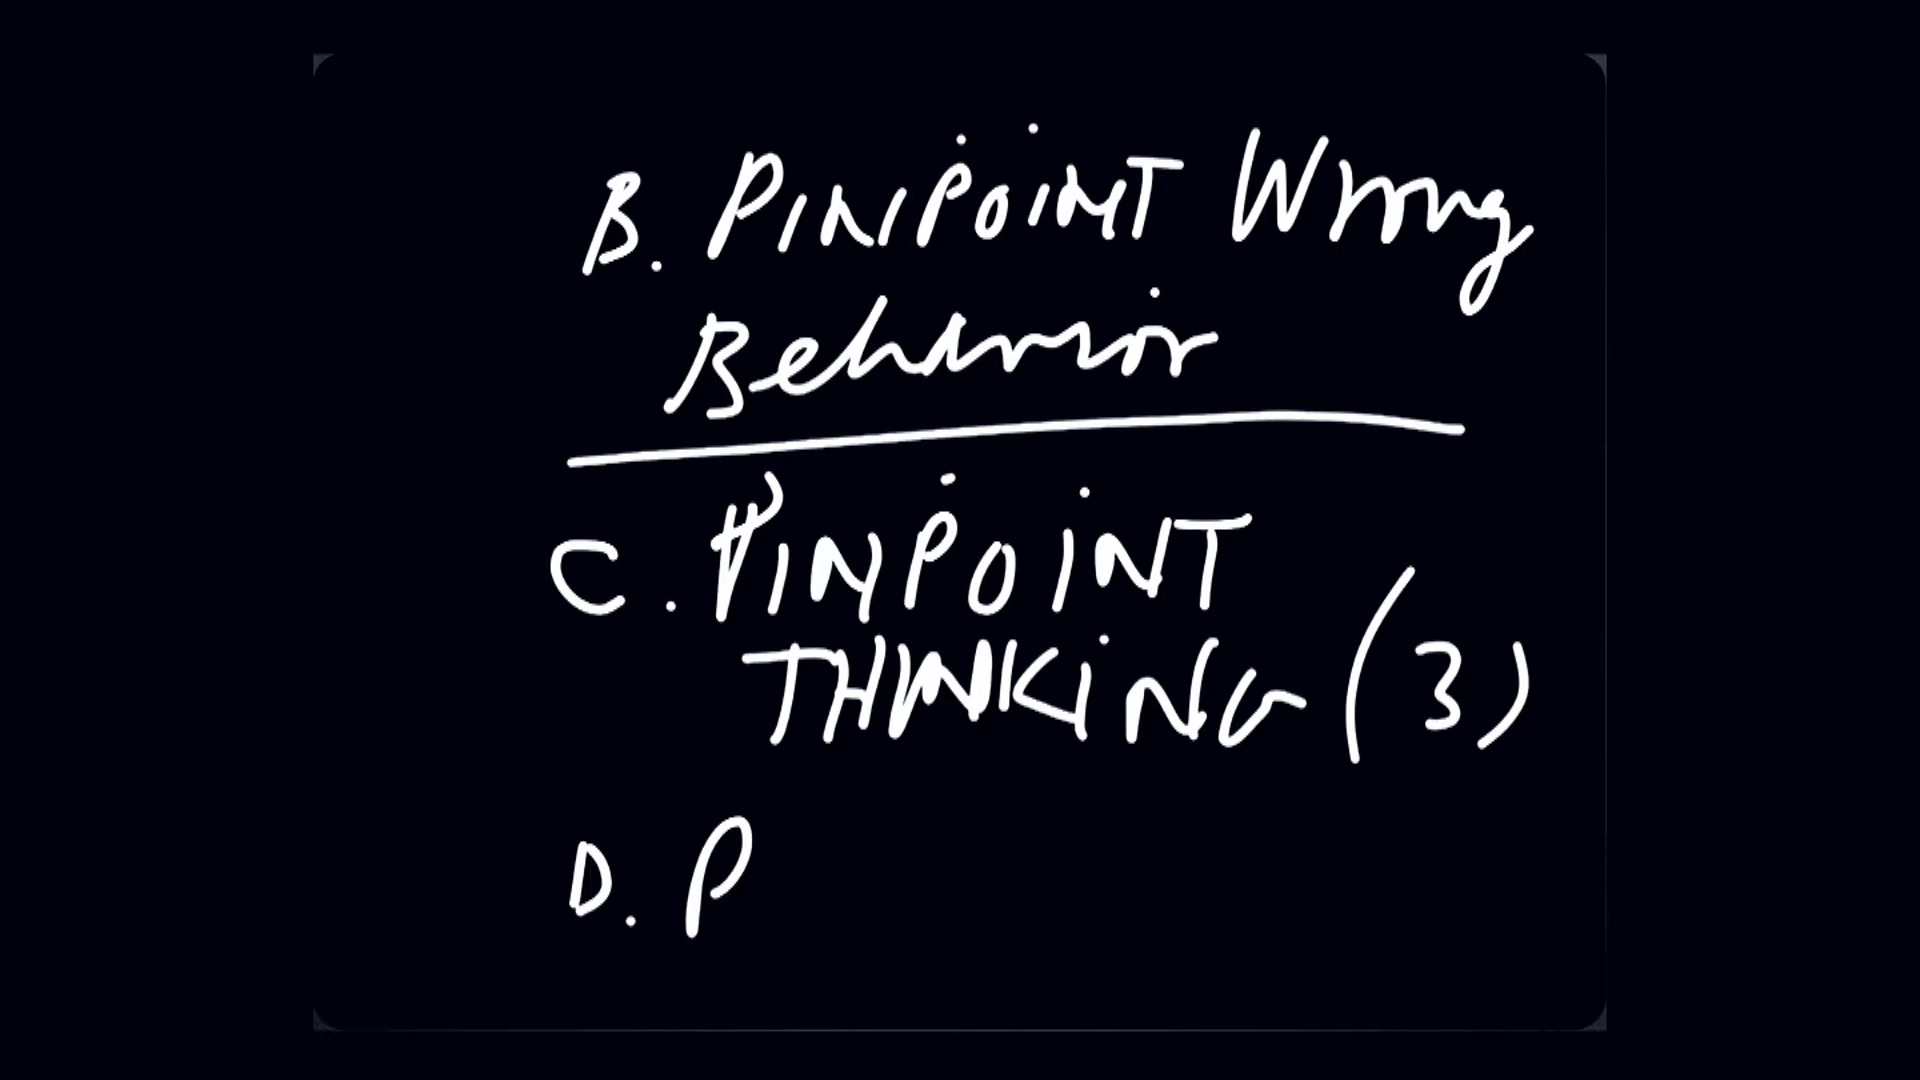 B. PINPOINT Wrong
Behavior
C. PINPOINT
THINKING (3)
D. P